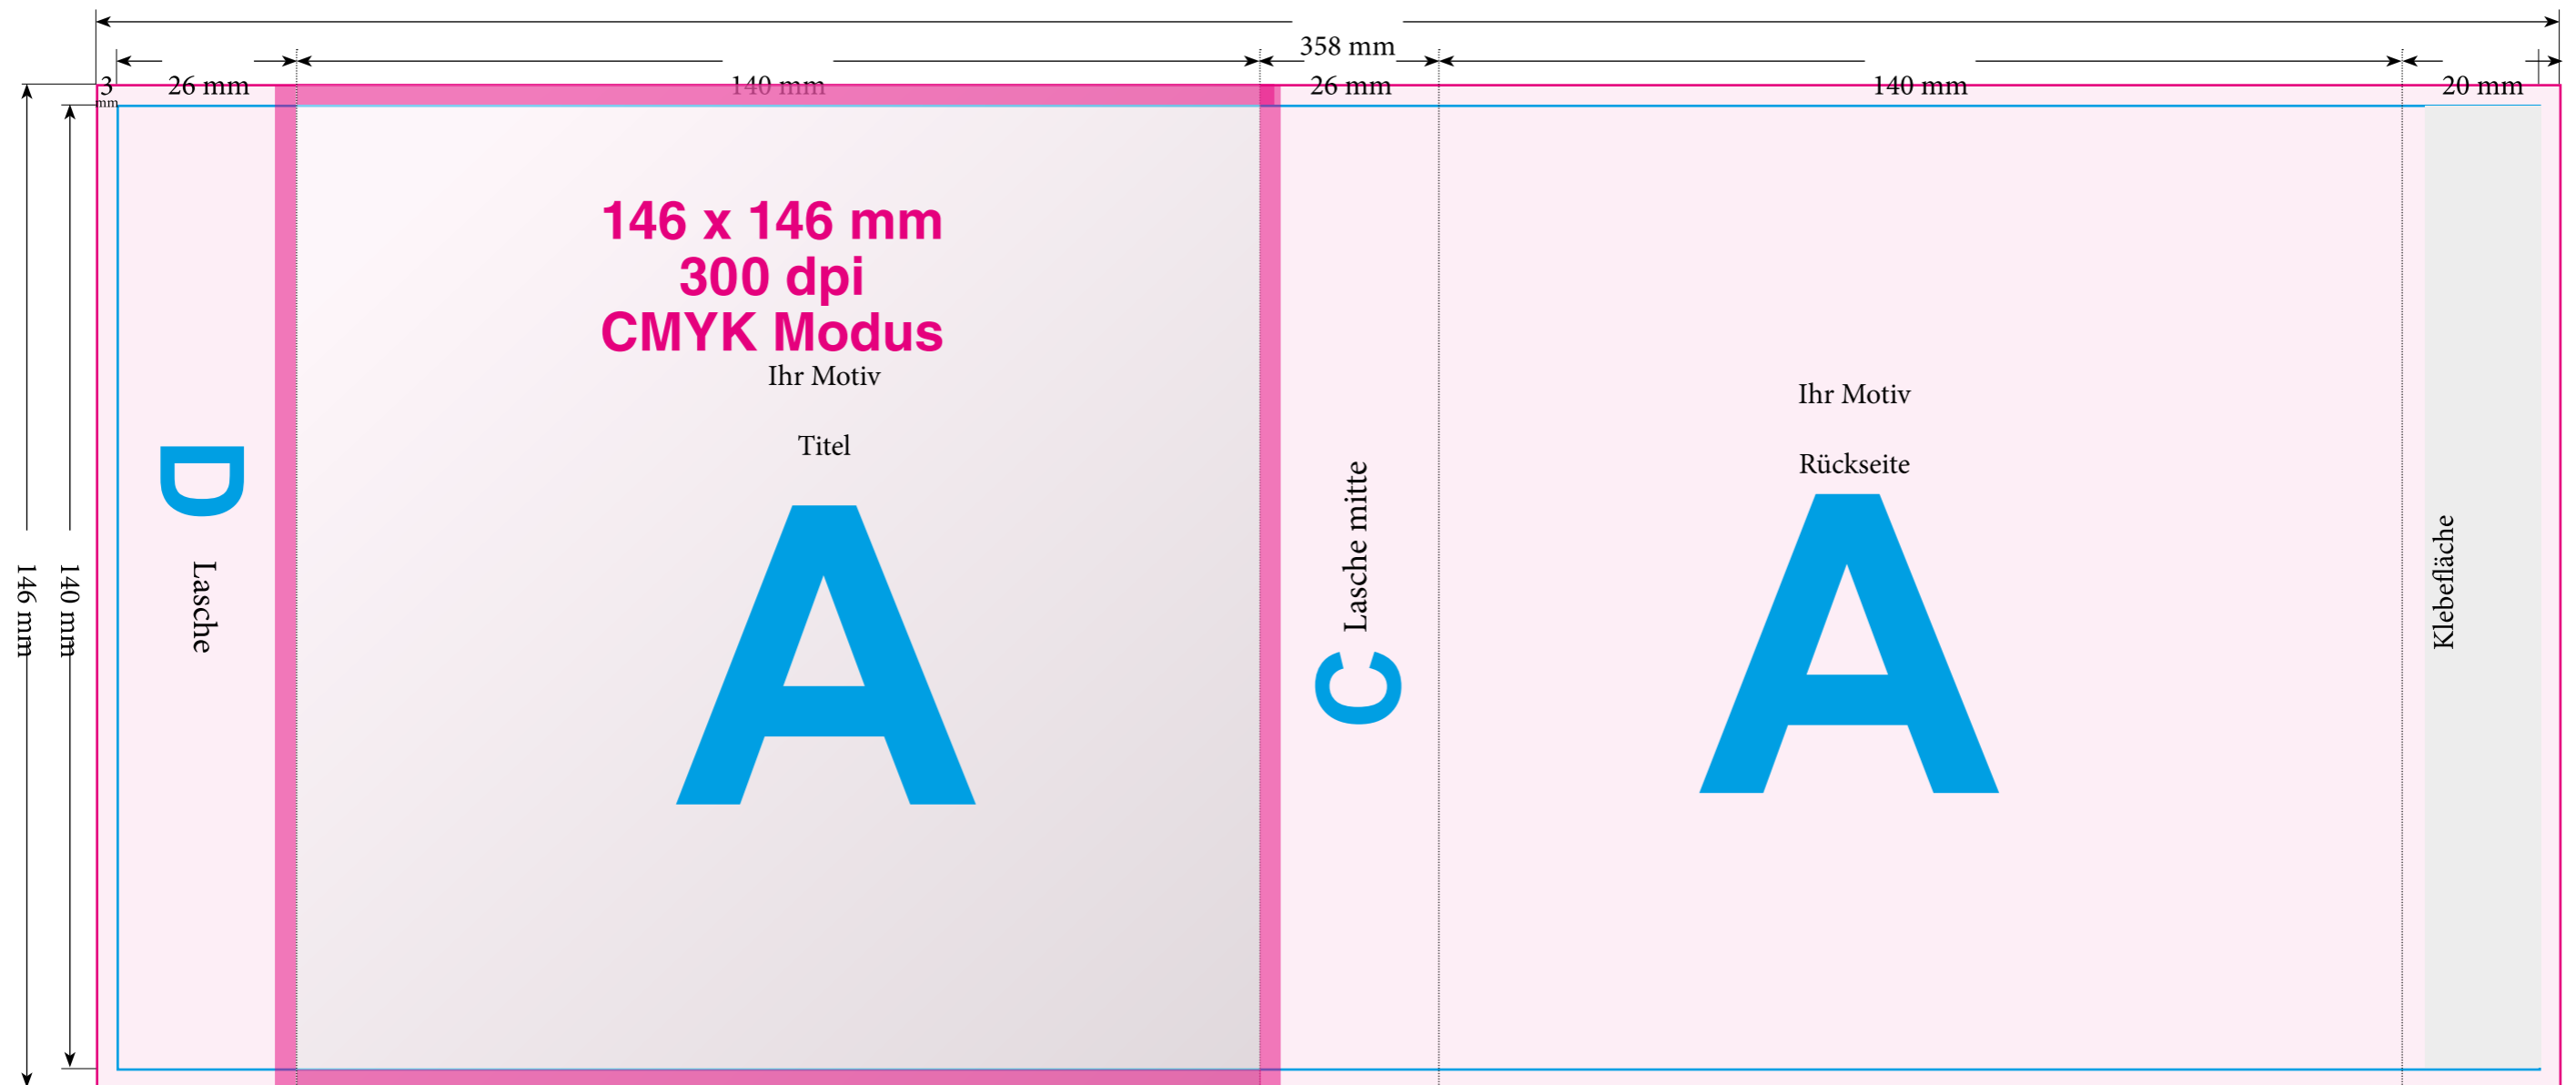 358 mm
3 mm
26 mm
140 mm
26 mm
140 mm
20 mm
146 mm
140 mm
D
Lasche
146 x 146 mm
300 dpi
CMYK Modus
Ihr Motiv
Titel
A
Lasche mitte
C
Ihr Motiv
Rückseite
A
Klebefläche